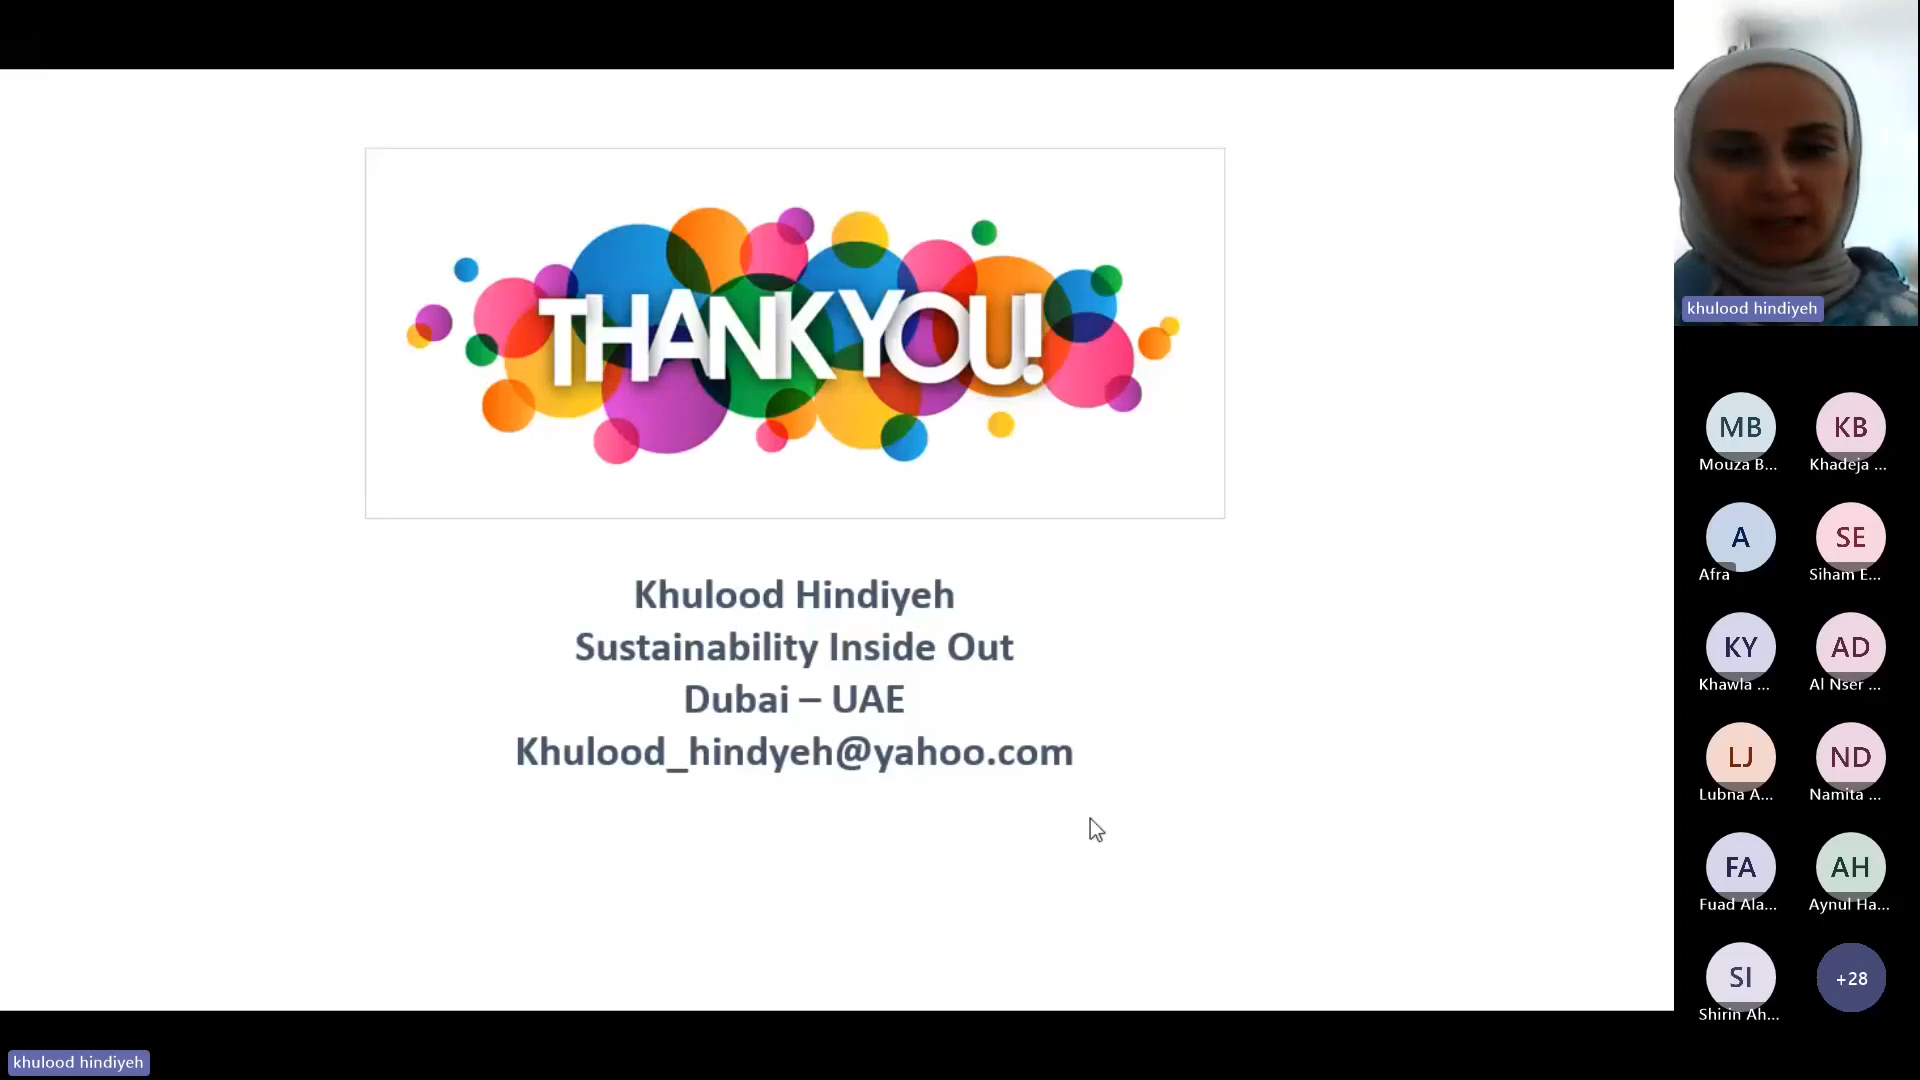 THANK YOU!
Khulood Hindiyeh
Sustainability Inside Out
Dubai – UAE
Khulood_hindyeh@yahoo.com
khulood hindiyeh
MB
Mouza B...
KB
Khadeja ...
A
Afra
SE
Siham E...
KY
Khawla ...
AD
Al Nser ...
LJ
Lubna A...
ND
Namita ...
FA
Fuad Ala...
AH
Aynul Ha...
SI
Shirin Ah...
+28
khulood hindiyeh